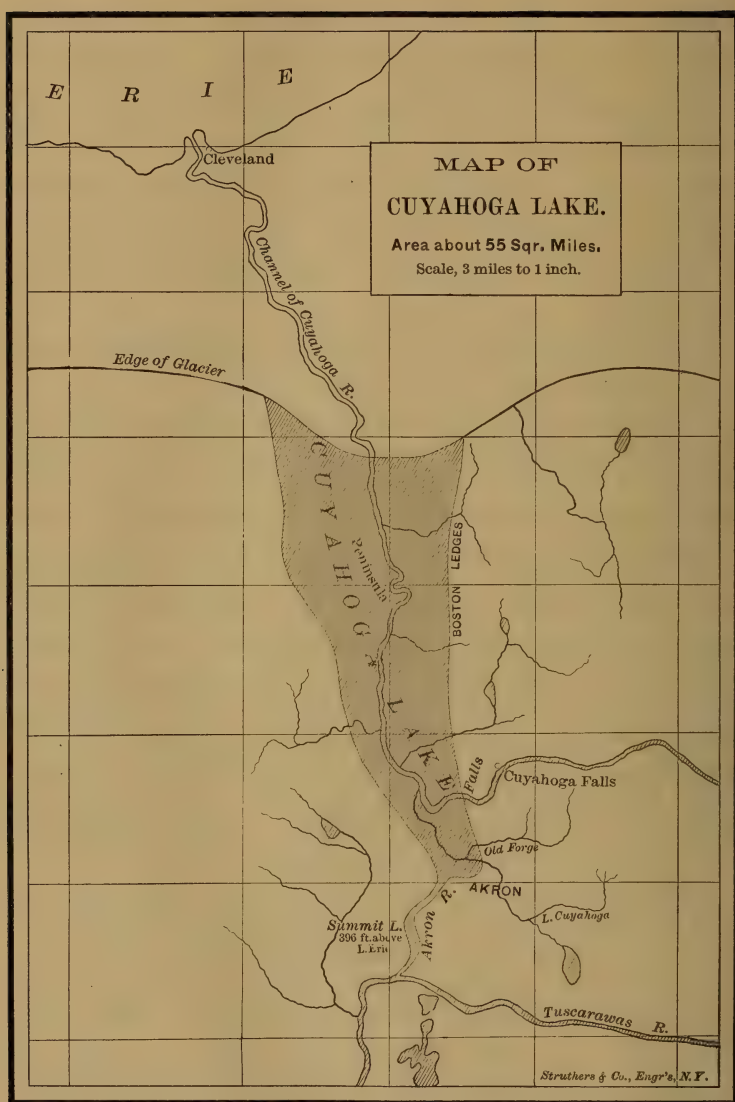 ERIE
Cleveland
MAP OF
CUYAHOGA LAKE.
Area about 55 Sqr. Miles.
Scale, 3 miles to 1 inch.
Channel of Cuyahoga R.
Edge of Glacier
CUYAHOGA LAKE
Peninsula
BOSTON LEDGES
Falls
Cuyahoga Falls
Old Forge
AKRON
L. Cuyahoga
Akron R.
Summit L.
396 ft. above
L. Erie
Tuscarawas R.
Struthers & Co., Engr's, N.Y.